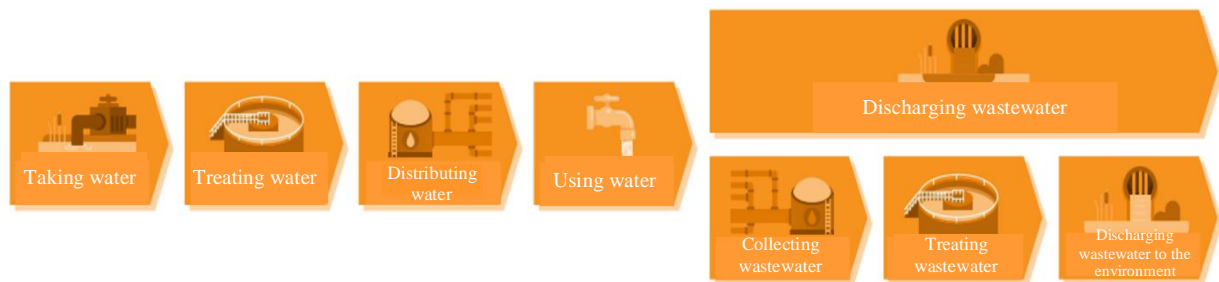 Taking water
Treating water
Distributing
water
Using water
Discharging wastewater
Collecting
wastewater
Treating
wastewater
Discharging
wastewater to the
environment